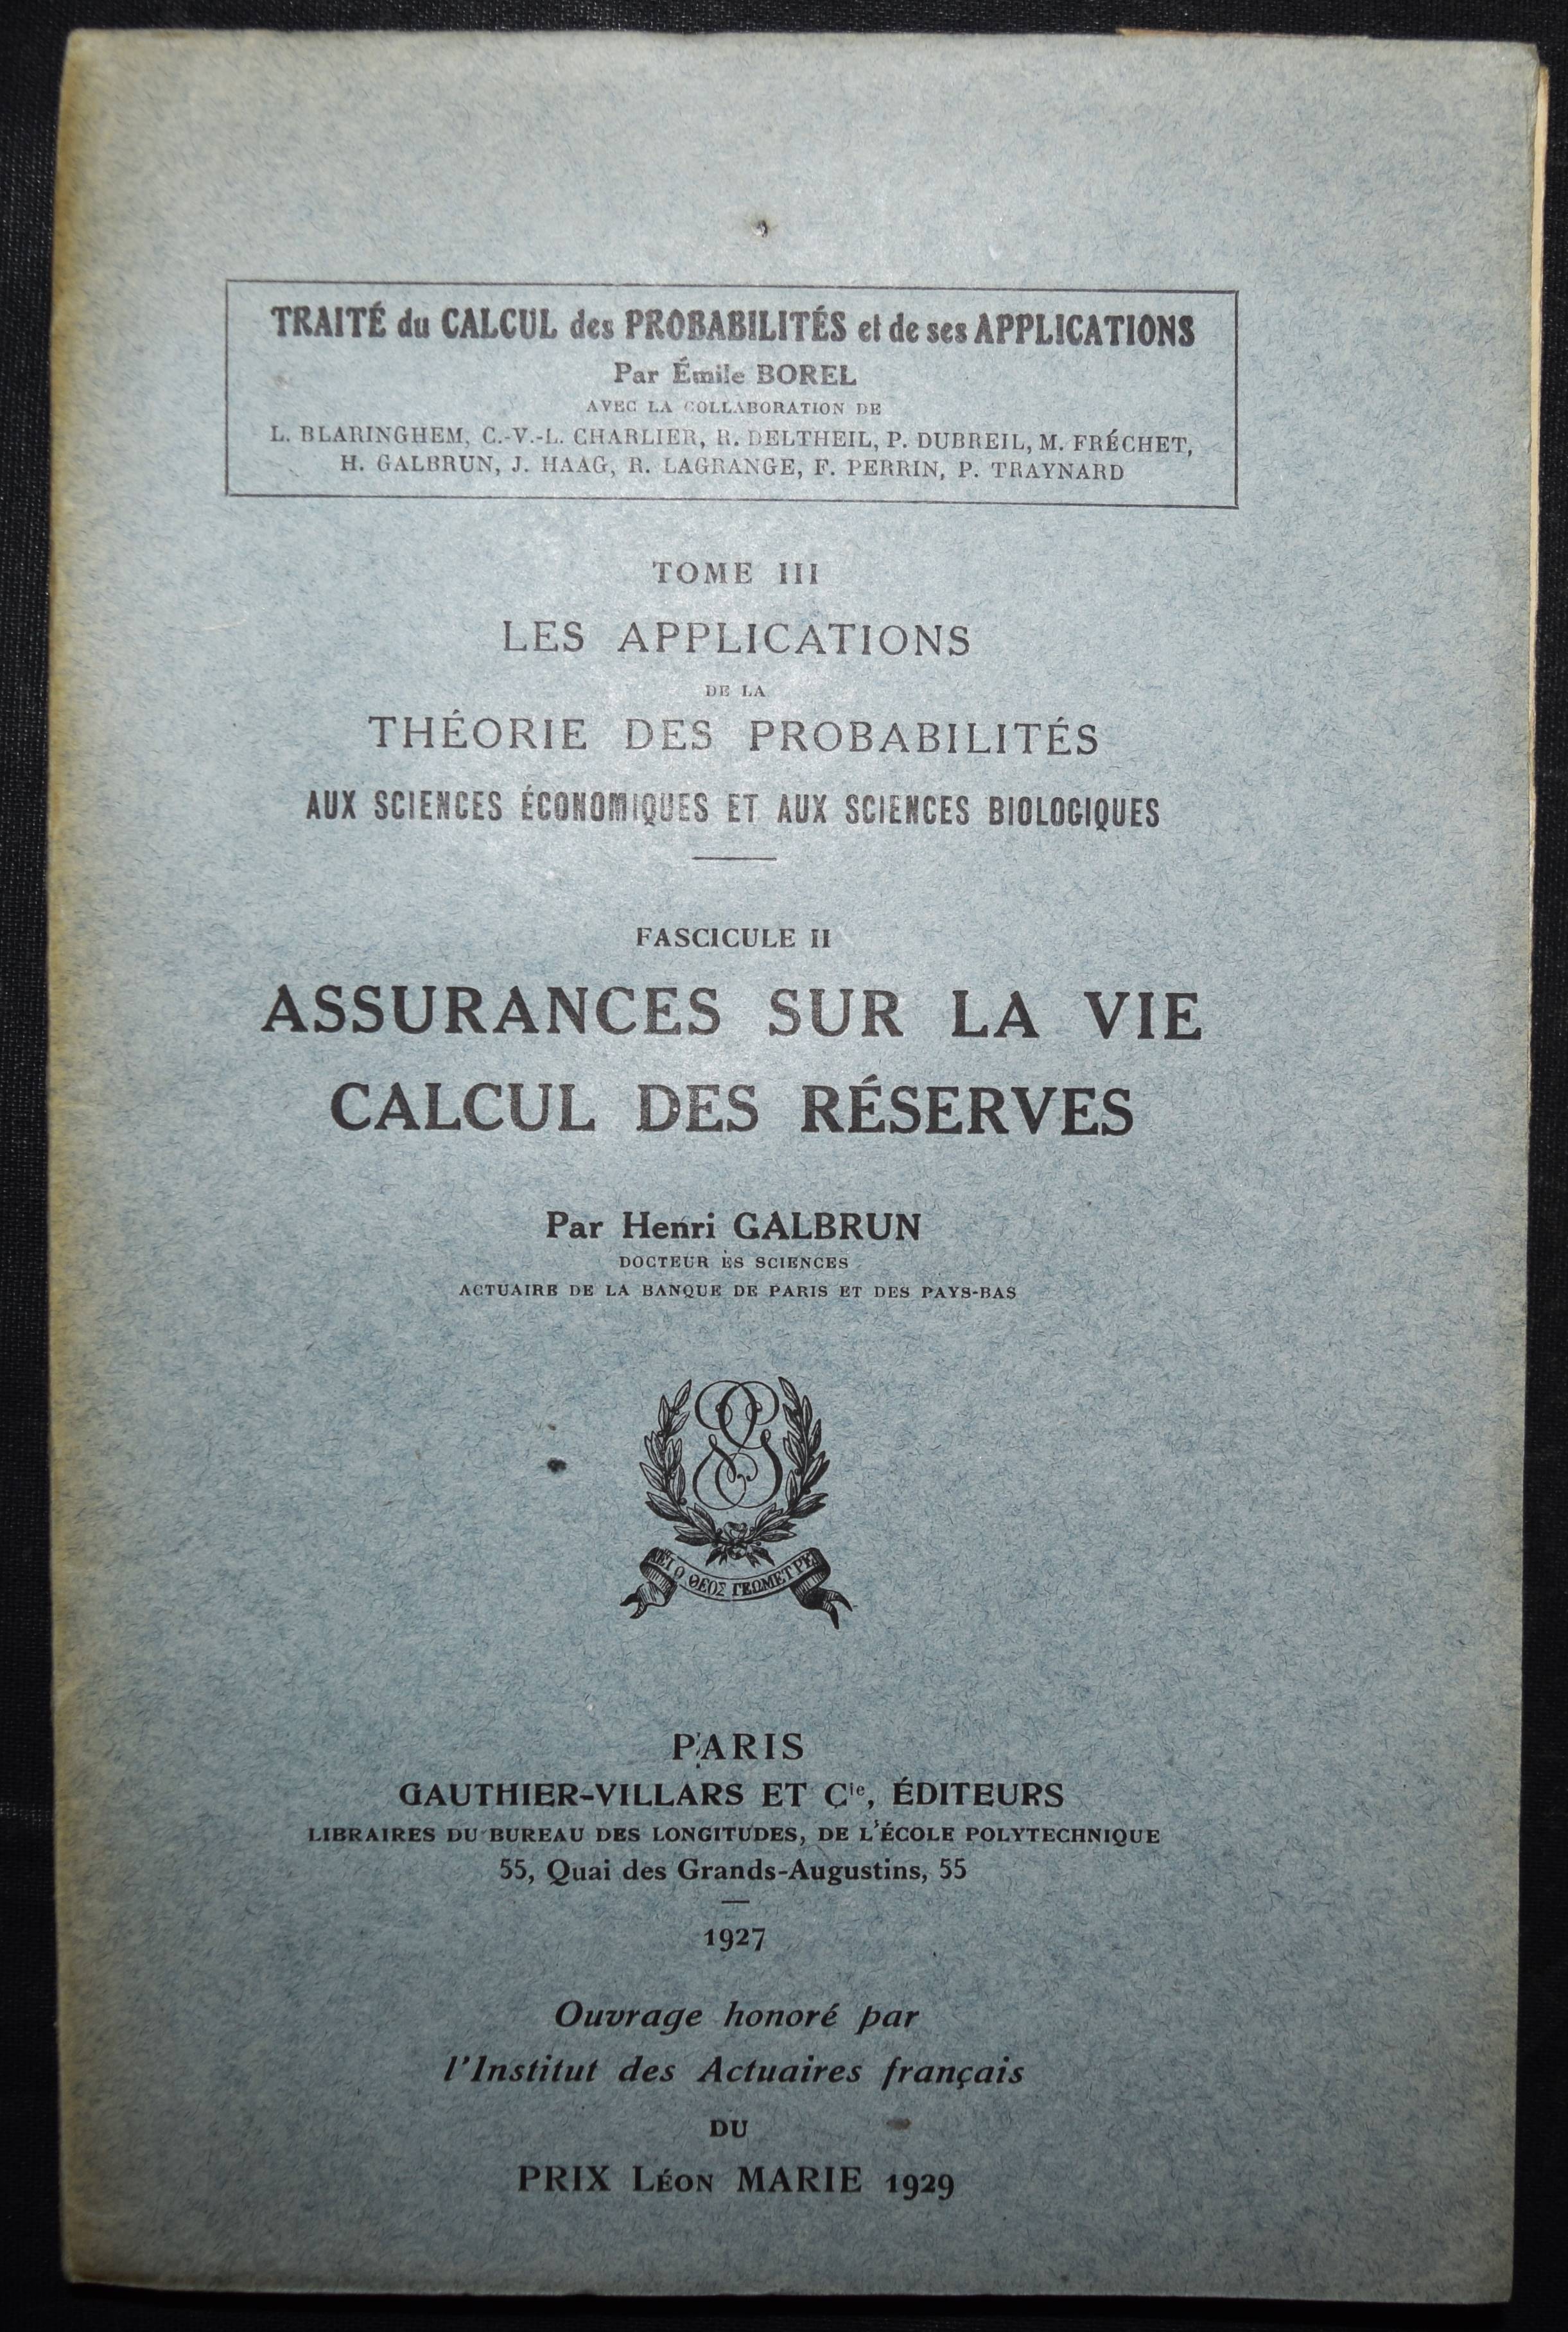 TRAITÉ du CALCUL des PROBABILITÉS et de ses APPLICATIONS
Par Émile BOREL
AVEC LA COLLABORATION DE
L. BLARINGHEM, C.-V.-L. CHARLIER, R. DELTHEIL, P. DUBREIL, M. FRÉCHET,
H. GALBRUN, J. HAAG, R. LAGRANGE, F. PERRIN, P. TRAYNARD
TOME III
LES APPLICATIONS
DE LA
THÉORIE DES PROBABILITÉS
AUX SCIENCES ÉCONOMIQUES ET AUX SCIENCES BIOLOGIQUES
FASCICULE II
ASSURANCES SUR LA VIE
CALCUL DES RÉSERVES
Par Henri GALBRUN
DOCTEUR ÈS SCIENCES
ACTUAIRE DE LA BANQUE DE PARIS ET DES PAYS-BAS
ΑΕΙ Ο ΘΕΟΣ ΓΕΩΜΕΤΡΕΙ
PARIS
GAUTHIER-VILLARS ET Cie, ÉDITEURS
LIBRAIRES DU BUREAU DES LONGITUDES, DE L'ÉCOLE POLYTECHNIQUE
55, Quai des Grands-Augustins, 55
1927
Ouvrage honoré par
l'Institut des Actuaires français
DU
PRIX LÉON MARIE 1929